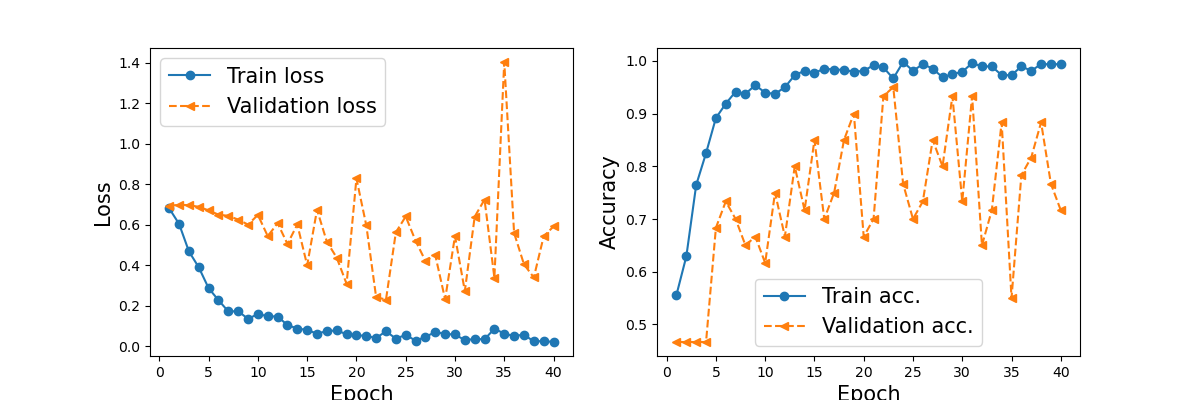 Train loss
Validation loss
Loss
1.4
1.2
1.0
0.8
0.6
0.4
0.2
0.0
0 5 10 15 20 25 30 35 40
Epoch
Accuracy
1.0
0.9
0.8
0.7
0.6
0.5
Train acc.
Validation acc.
0 5 10 15 20 25 30 35 40
Epoch